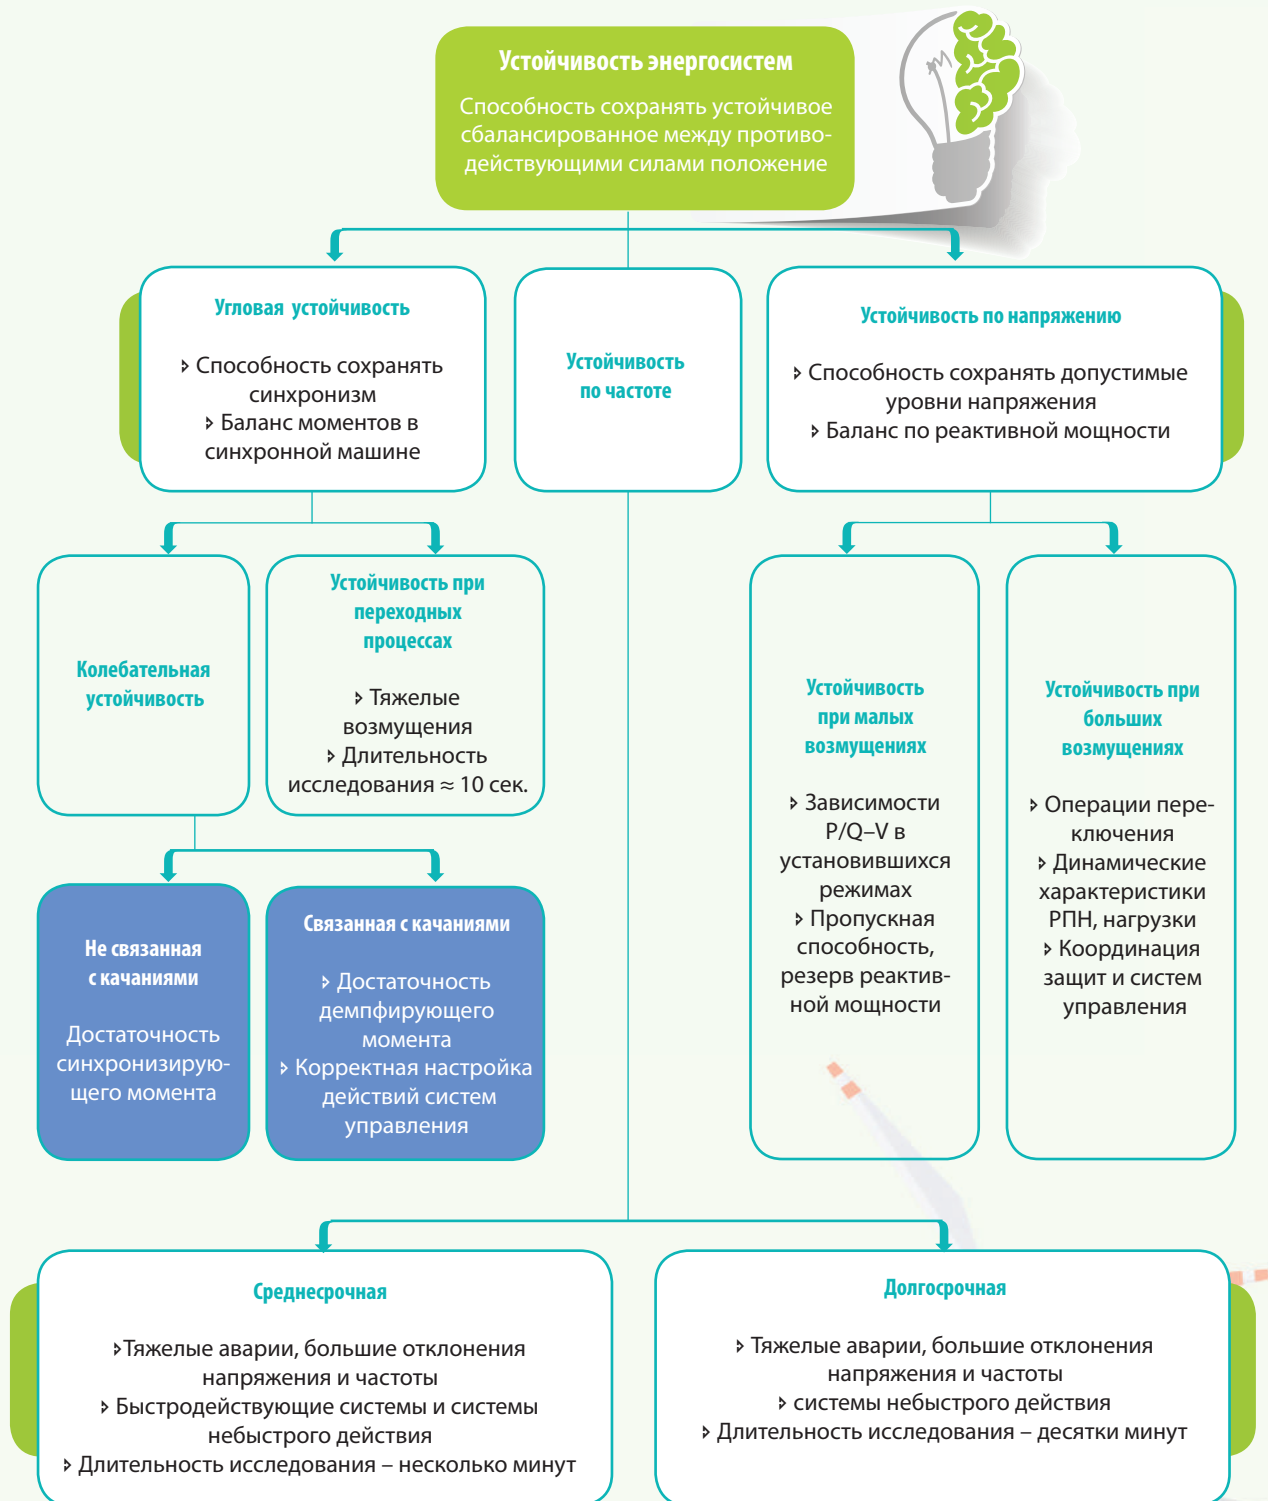 Устойчивость энергосистем
Способность сохранять устойчивое
сбалансированное между противо-
действующими силами положение
Угловая устойчивость
Способность сохранять
синхронизм
Баланс моментов в
синхронной машине
Устойчивость
по частоте
Устойчивость по напряжению
Способность сохранять допустимые
уровни напряжения
Баланс по реактивной мощности
Колебательная
устойчивость
Устойчивость при
переходных
процессах
Тяжелые
возмущения
Длительность
исследования ≈ 10 сек.
Устойчивость
при малых
возмущениях
Зависимости
P/Q–V в
установившихся
режимах
Пропускная
способность,
резерв реактив-
ной мощности
Устойчивость при
больших
возмущениях
Операции пере-
ключения
Динамические
характеристики
РПН, нагрузки
Координация
защит и систем
управления
Не связанная
с качаниями
Достаточность
синхронизирую-
щего момента
Связанная с качаниями
Достаточность
демпфирующего
момента
Корректная настройка
действий систем
управления
Среднесрочная
Тяжелые аварии, большие отклонения
напряжения и частоты
Быстродействующие системы и системы
небыстрого действия
Длительность исследования – несколько минут
Долгосрочная
Тяжелые аварии, большие отклонения
напряжения и частоты
системы небыстрого действия
Длительность исследования – десятки минут